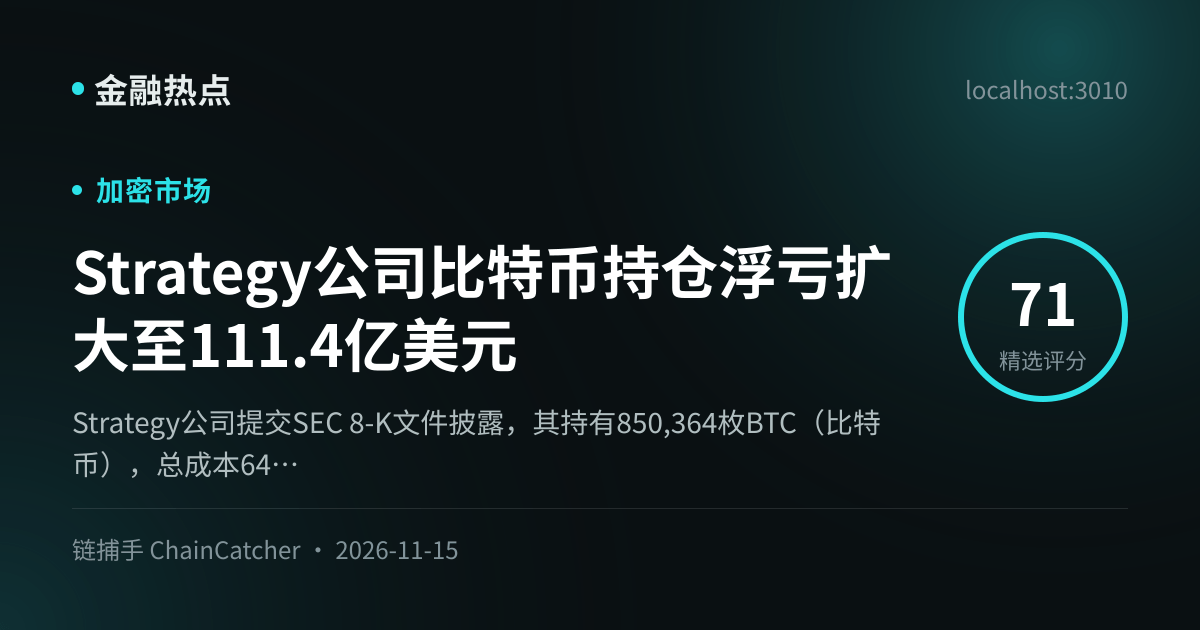 金融热点
localhost:3010
加密市场
Strategy公司比特币持仓浮亏扩
大至111.4亿美元
71
精选评分
Strategy公司提交SEC 8-K文件披露，其持有850,364枚BTC（比特
币），总成本64…
链捕手 ChainCatcher · 2026-11-15